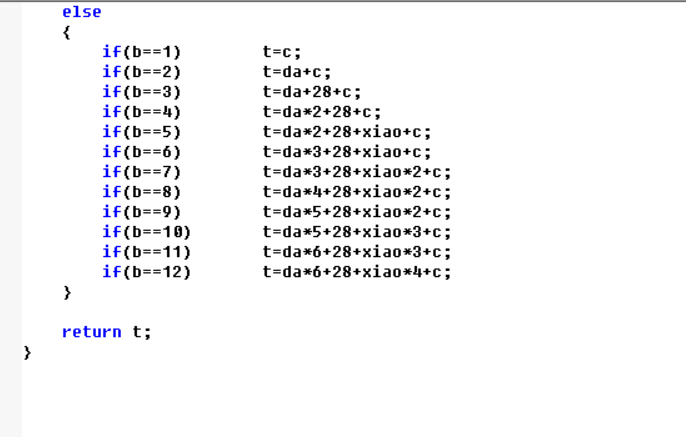 else
{
if(b==1) t=c;
if(b==2) t=da+c;
if(b==3) t=da+28+c;
if(b==4) t=da*2+28+c;
if(b==5) t=da*2+28+xiao+c;
if(b==6) t=da*3+28+xiao+c;
if(b==7) t=da*3+28+xiao*2+c;
if(b==8) t=da*4+28+xiao*2+c;
if(b==9) t=da*5+28+xiao*2+c;
if(b==10) t=da*5+28+xiao*3+c;
if(b==11) t=da*6+28+xiao*3+c;
if(b==12) t=da*6+28+xiao*4+c;
}
return t;
}